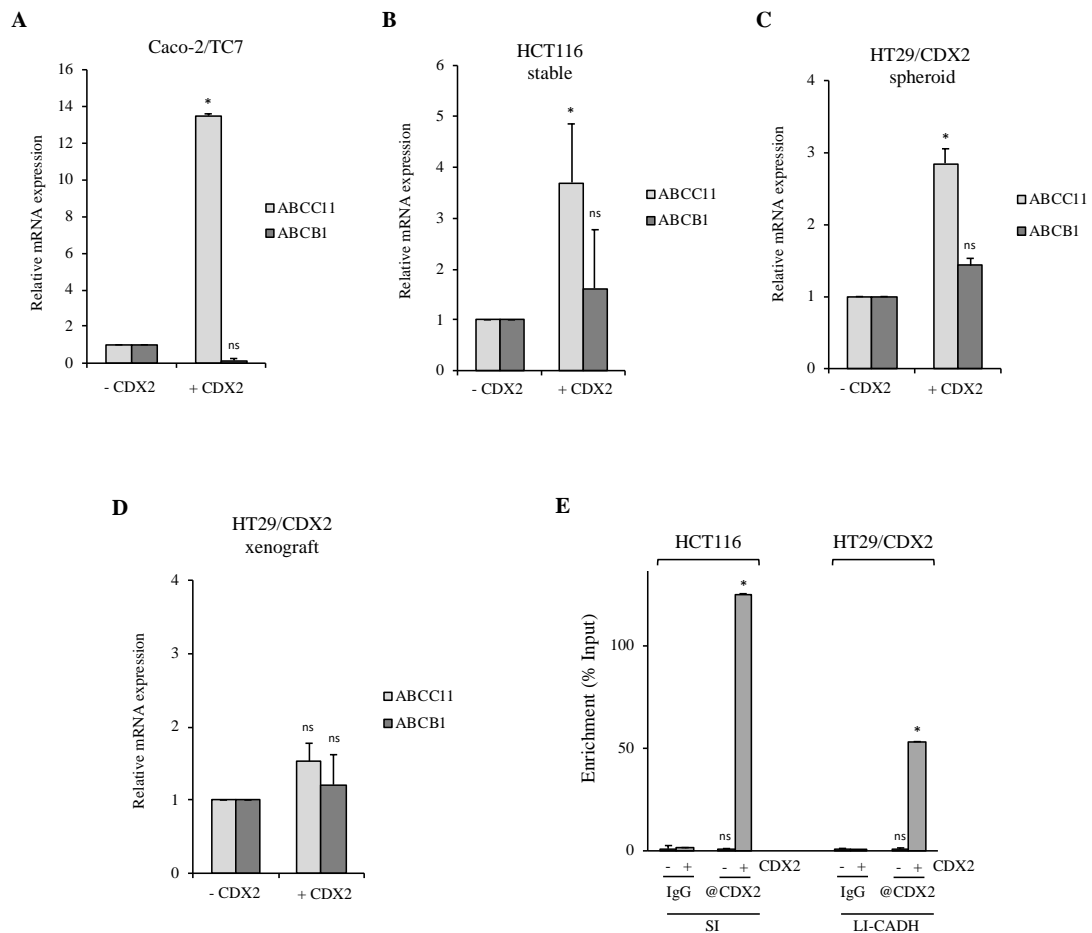 A
Caco-2/TC7
Relative mRNA expression
16
14
12
10
8
6
4
2
0
*
ns
- CDX2
+ CDX2
ABCC11
ABCB1
B
HCT116
stable
Relative mRNA expression
6
5
4
3
2
1
0
*
ns
- CDX2
+ CDX2
ABCC11
ABCB1
C
HT29/CDX2
spheroid
Relative mRNA expression
4
3
2
1
0
*
ns
- CDX2
+ CDX2
ABCC11
ABCB1
D
HT29/CDX2
xenograft
Relative mRNA expression
4
3
2
1
0
ns
ns
- CDX2
+ CDX2
ABCC11
ABCB1
E
HCT116
HT29/CDX2
Enrichment (% Input)
100
50
0
*
ns
*
ns
- + - + - + - + CDX2
IgG @CDX2 IgG @CDX2
SI LI-CADH